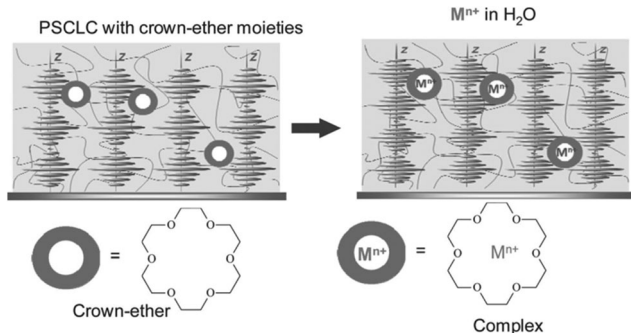 PSCLC with crown-ether moieties
z z z z
Mⁿ⁺ in H₂O
z z z z
Mⁿ⁺ Mⁿ⁺
Mⁿ⁺
=
O O
O O
O O
Crown-ether
Mⁿ⁺ =
O O
O Mⁿ⁺ O
O O
Complex